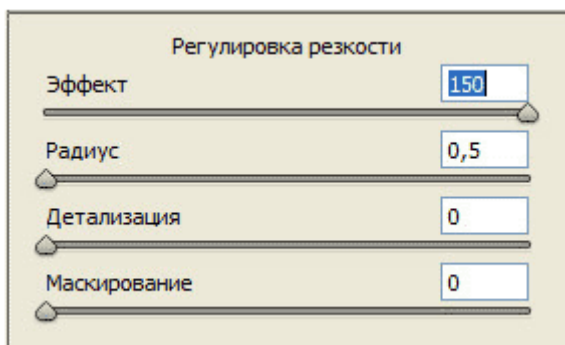 Регулировка резкости
Эффект 150
Радиус 0,5
Детализация 0
Маскирование 0